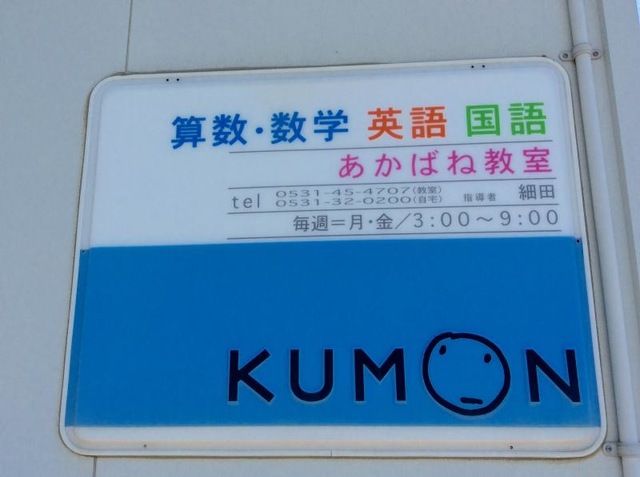 算数・数学 英語 国語
あかばね教室
tel 0531-45-4707(教室)
0531-32-0200(自宅) 指導者 細田
毎週=月・金/3:00~9:00
KUMON